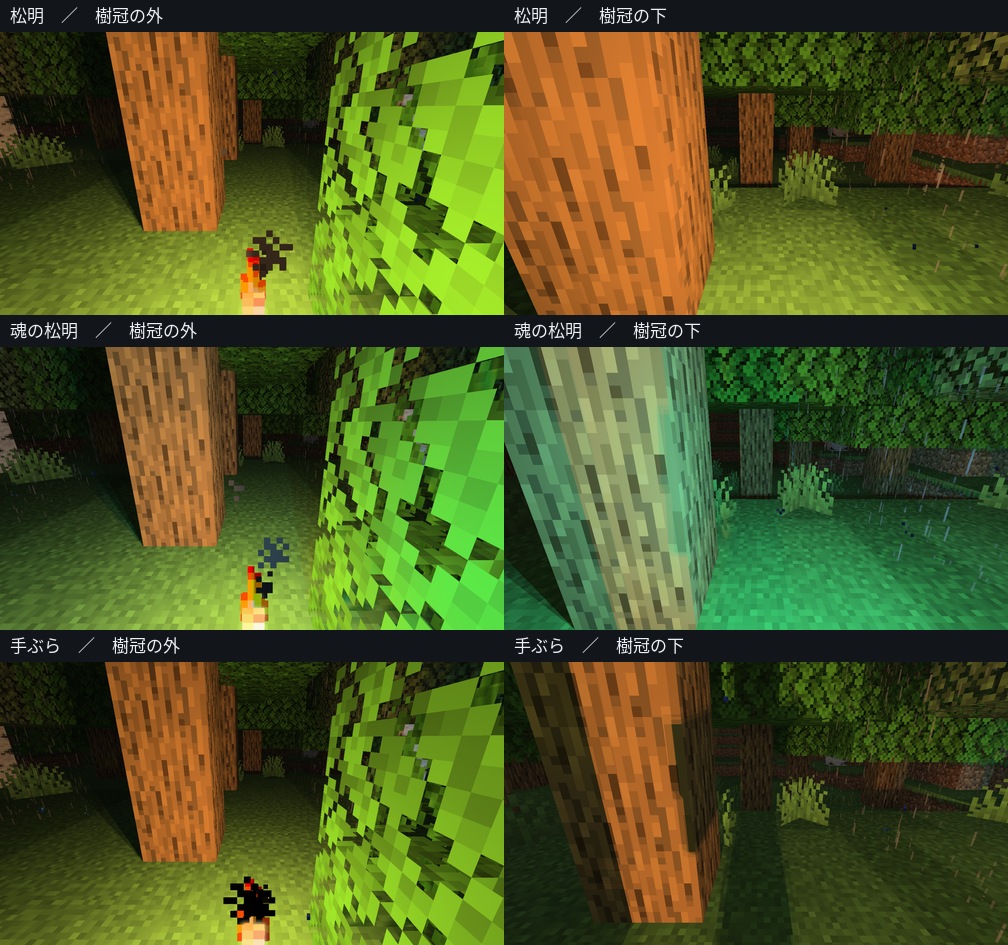 松明 ／ 樹冠の外
松明 ／ 樹冠の下
魂の松明 ／ 樹冠の外
魂の松明 ／ 樹冠の下
手ぶら ／ 樹冠の外
手ぶら ／ 樹冠の下